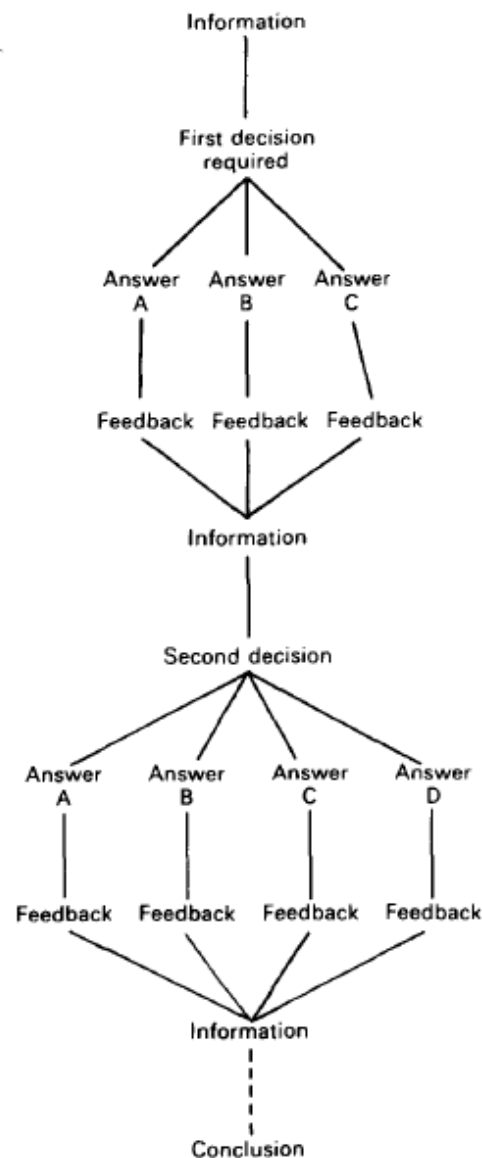 Information
First decision
required
Answer Answer Answer
A B C
Feedback Feedback Feedback
Information
Second decision
Answer Answer Answer Answer
A B C D
Feedback Feedback Feedback Feedback
Information
Conclusion